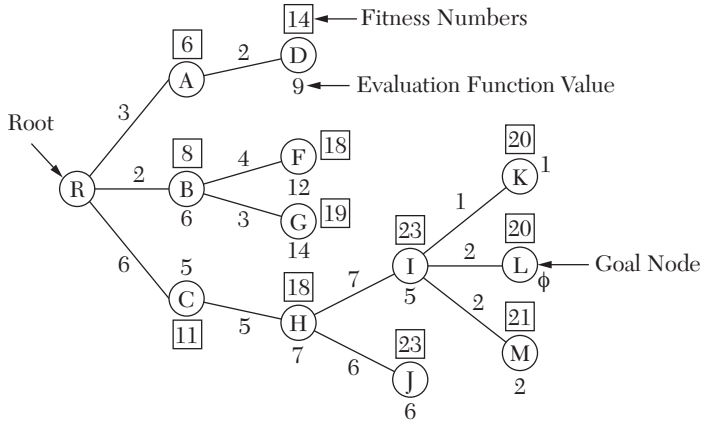 14 Fitness Numbers
6
2
D
A
9 Evaluation Function Value
3
Root
8
4
18
F
20
K
1
R
2
B
12
3
19
1
6
G
23
20
14
2
6
I
L
Goal Node
5
18
7
5
ϕ
C
2
21
5
H
23
M
11
7
6
J
2
6